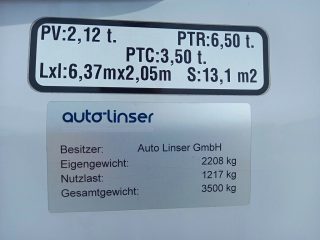 PV:2,12 t. PTR:6,50 t.
PTC:3,50 t.
Lxl:6,37mx2,05m S:13,1 m2
auto-linser
Besitzer: Auto Linser GmbH
Eigengewicht: 2208 kg
Nutzlast: 1217 kg
Gesamtgewicht: 3500 kg